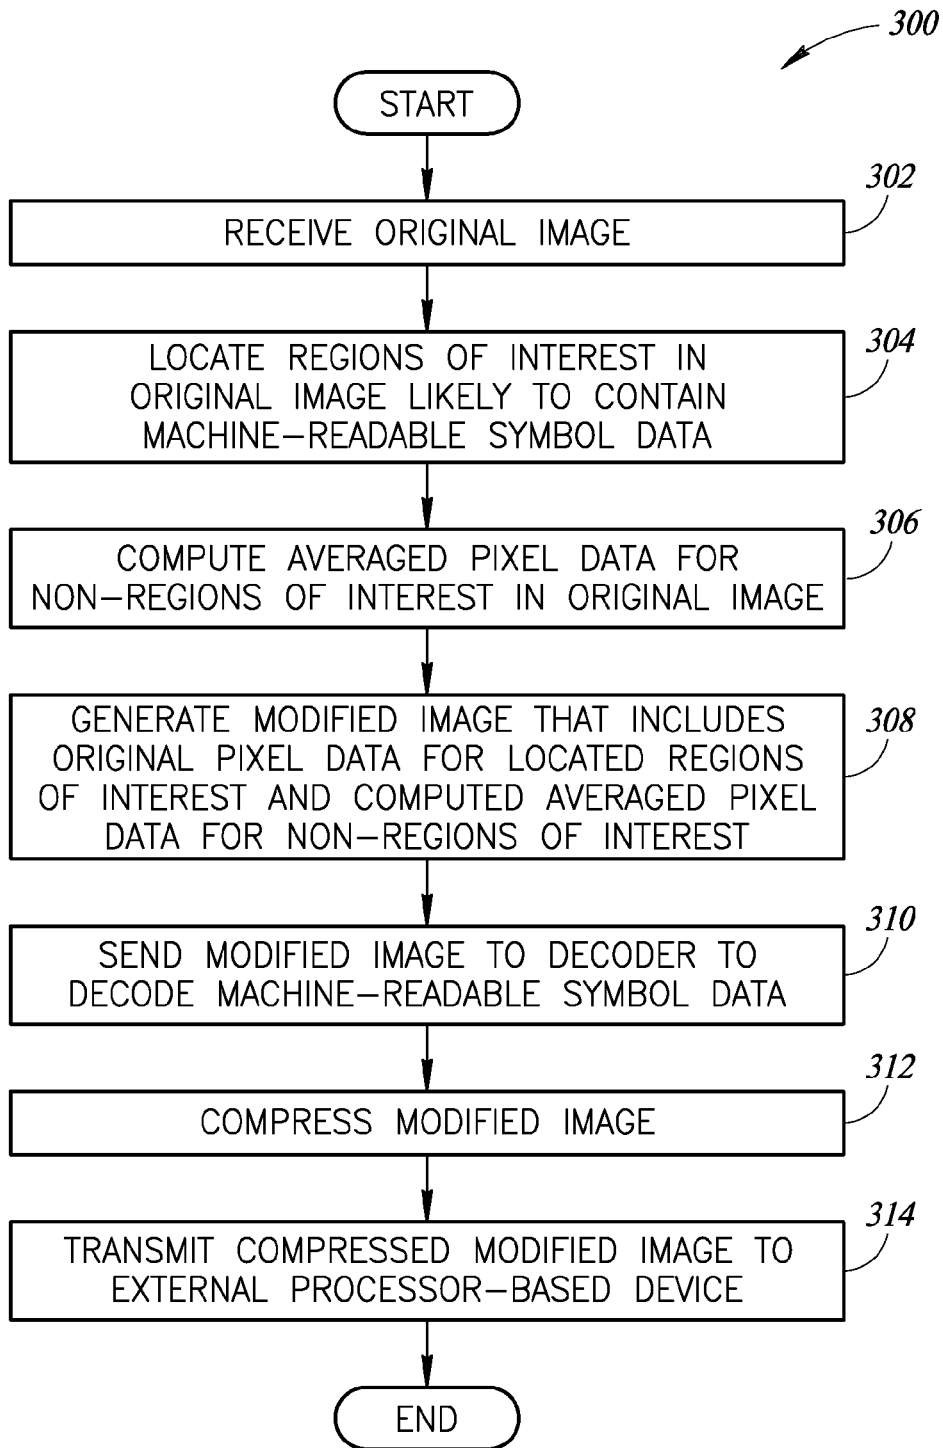 300
START
302
RECEIVE ORIGINAL IMAGE
304
LOCATE REGIONS OF INTEREST IN
ORIGINAL IMAGE LIKELY TO CONTAIN
MACHINE-READABLE SYMBOL DATA
306
COMPUTE AVERAGED PIXEL DATA FOR
NON-REGIONS OF INTEREST IN ORIGINAL IMAGE
308
GENERATE MODIFIED IMAGE THAT INCLUDES
ORIGINAL PIXEL DATA FOR LOCATED REGIONS
OF INTEREST AND COMPUTED AVERAGED PIXEL
DATA FOR NON-REGIONS OF INTEREST
310
SEND MODIFIED IMAGE TO DECODER TO
DECODE MACHINE-READABLE SYMBOL DATA
312
COMPRESS MODIFIED IMAGE
314
TRANSMIT COMPRESSED MODIFIED IMAGE TO
EXTERNAL PROCESSOR-BASED DEVICE
END